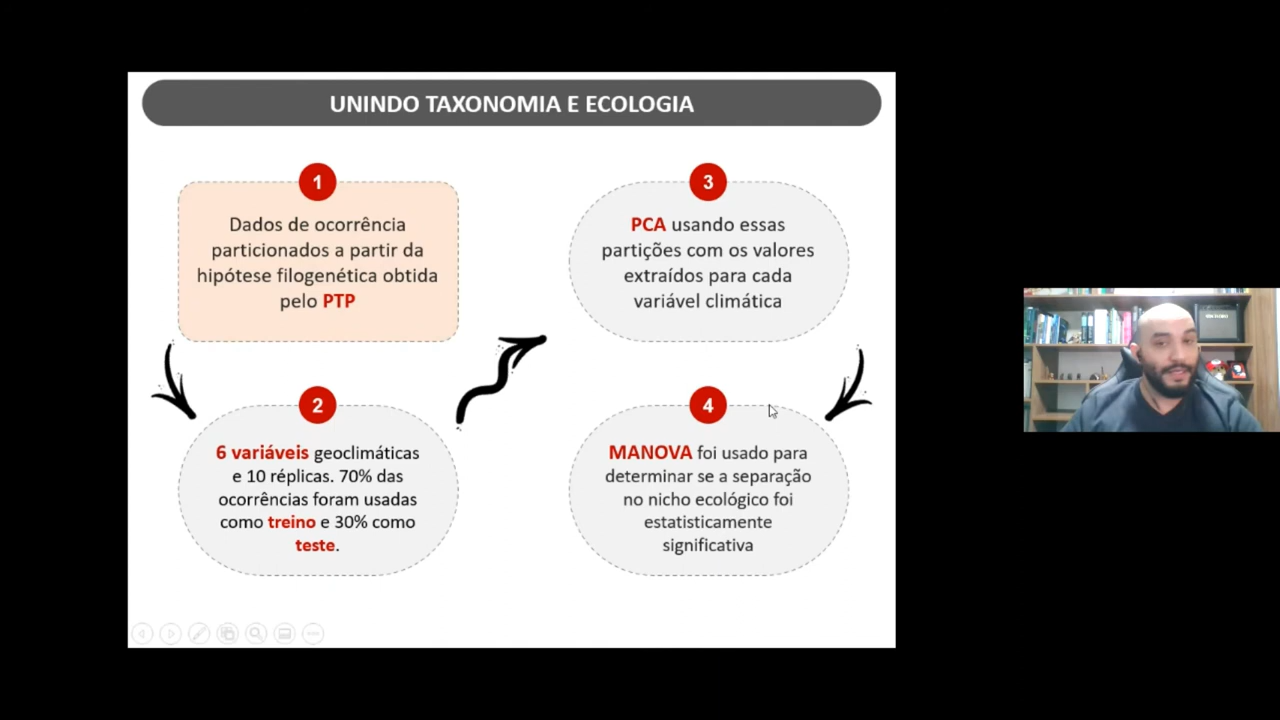 UNINDO TAXONOMIA E ECOLOGIA
1
Dados de ocorrência
particionados a partir da
hipótese filogenética obtida
pelo PTP
2
6 variáveis geoclimáticas
e 10 réplicas. 70% das
ocorrências foram usadas
como treino e 30% como
teste.
3
PCA usando essas
partições com os valores
extraídos para cada
variável climática
4
MANOVA foi usado para
determinar se a separação
no nicho ecológico foi
estatisticamente
significativa